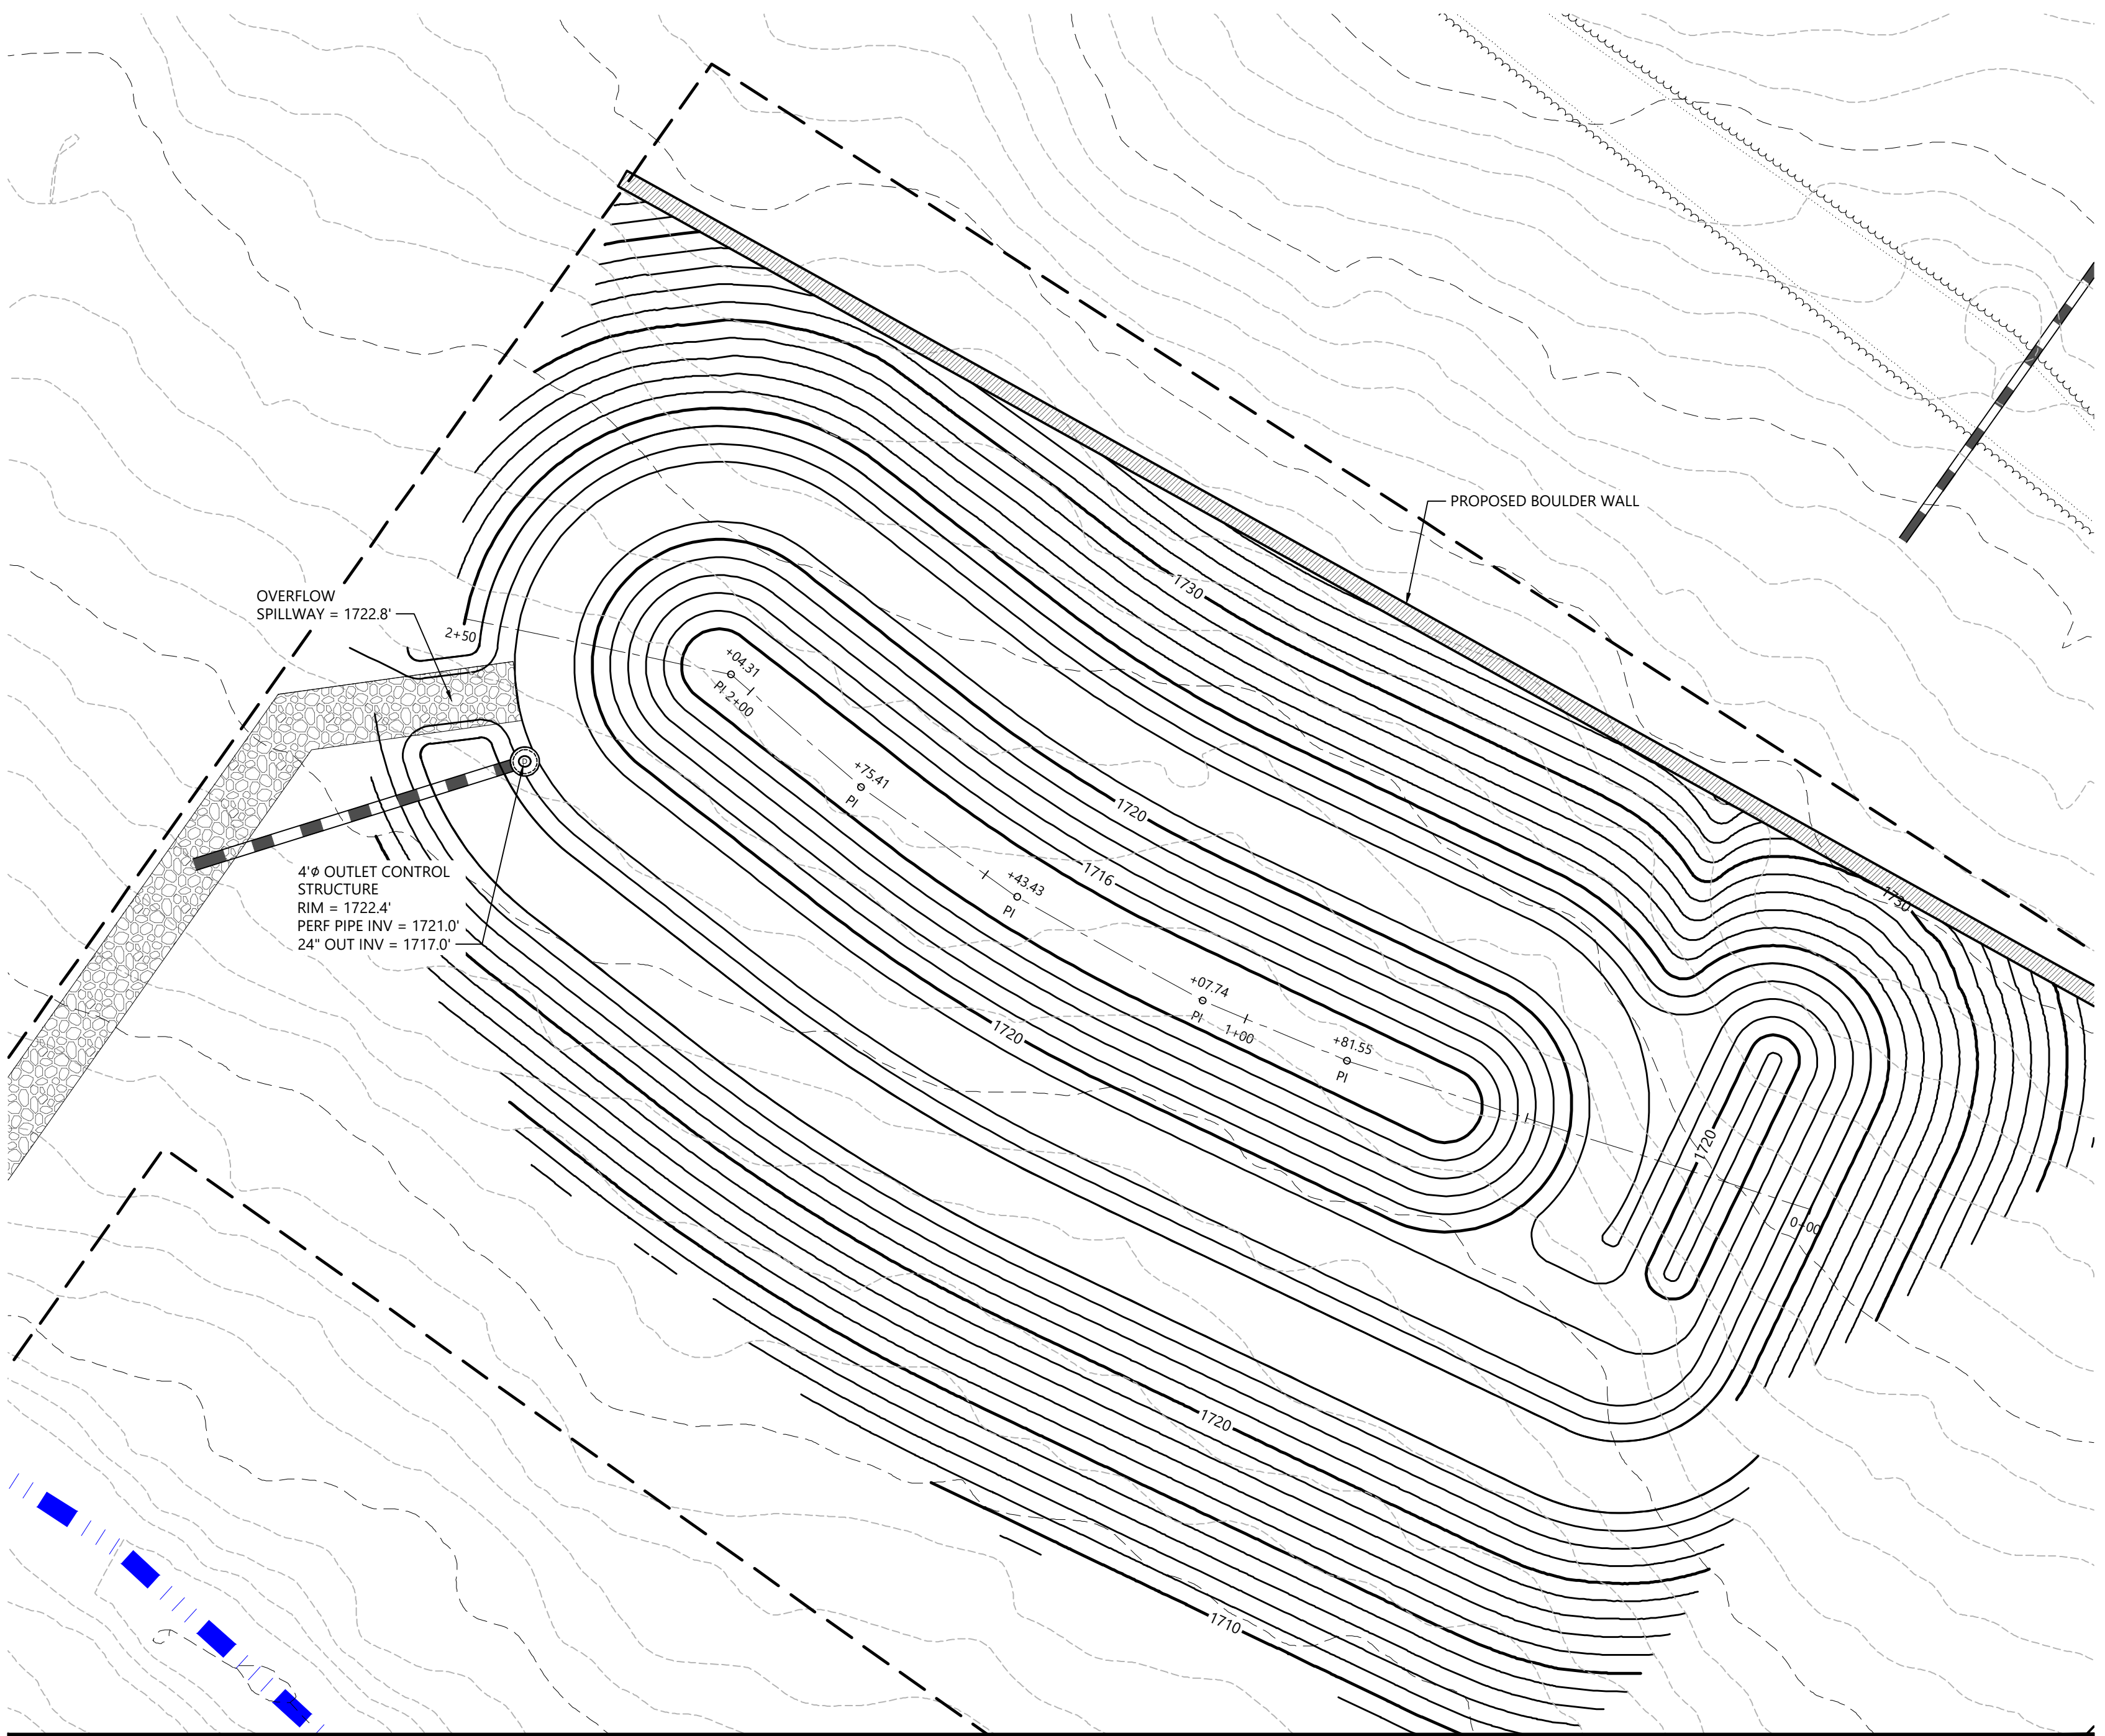 PROPOSED BOULDER WALL
1730
OVERFLOW
SPILLWAY = 1722.8'
2+50
+04.31
PI 2+00
+75.41
PI
1720
1716
+43.43
PI
4'ø OUTLET CONTROL
STRUCTURE
RIM = 1722.4'
PERF PIPE INV = 1721.0'
24" OUT INV = 1717.0'
1730
+07.74
PI
1+00
+81.55
PI
1720
1720
0+00
1720
1710